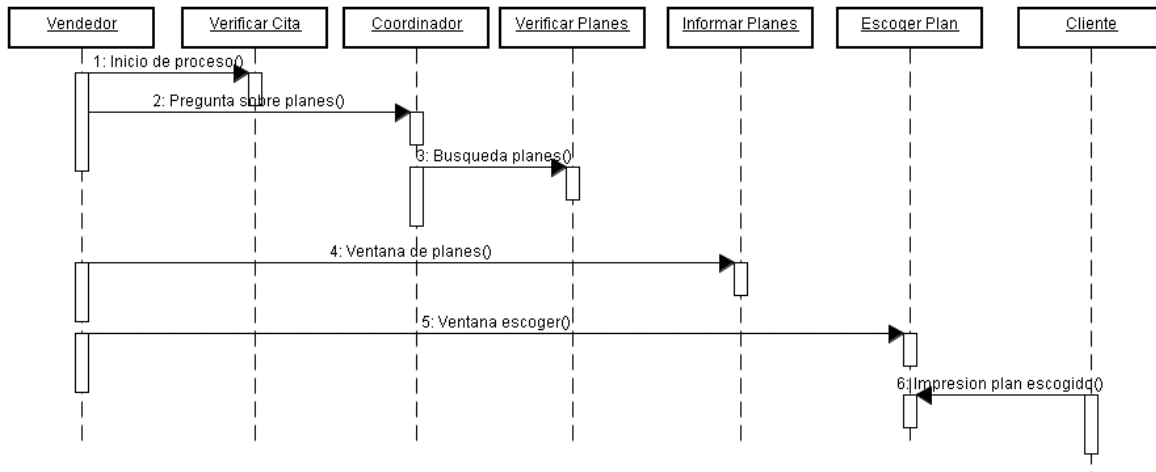 Vendedor
Verificar Cita
Coordinador
Verificar Planes
Informar Planes
Escoger Plan
Cliente
1: Inicio de proceso()
2: Pregunta sobre planes()
3: Busqueda planes()
4: Ventana de planes()
5: Ventana escoger()
6: Impresion plan escogido()